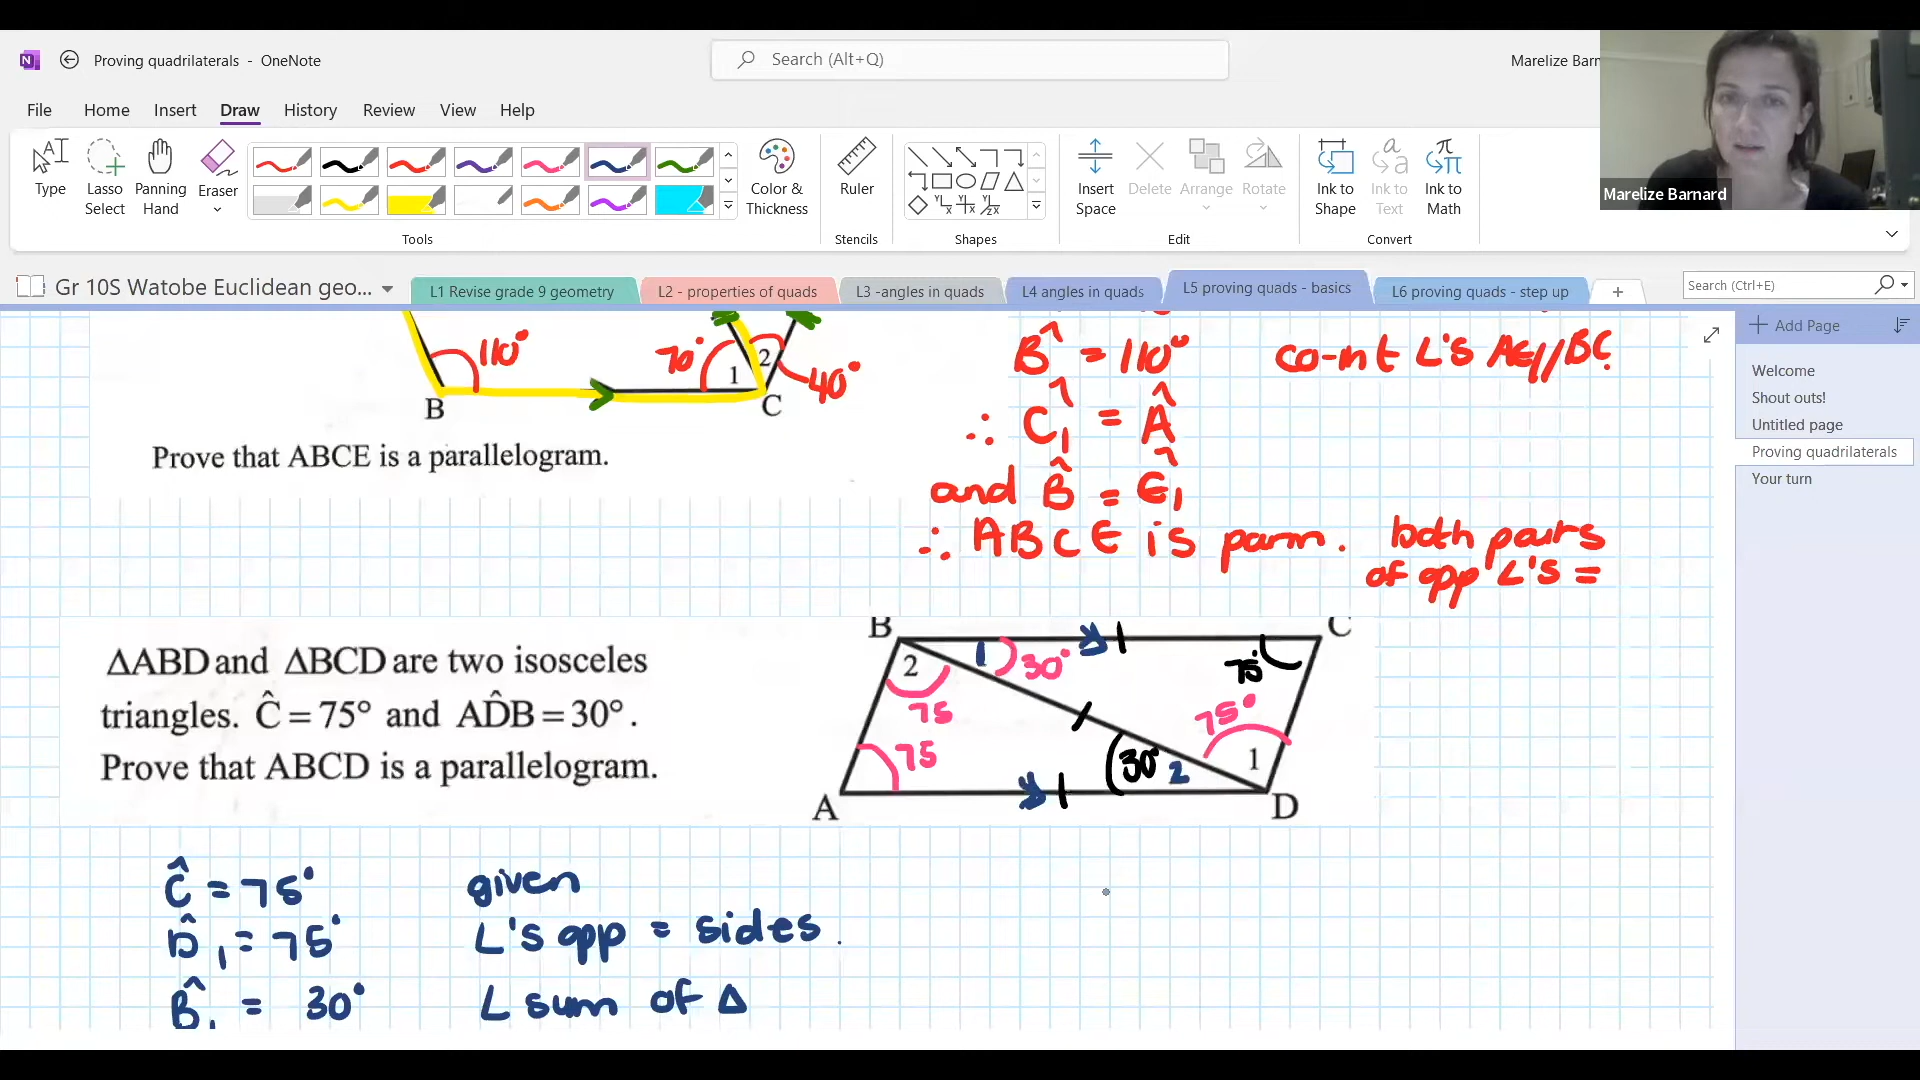 Proving quadrilaterals - OneNote
Search (Alt+Q)
Marelize Barn
File Home Insert Draw History Review View Help
Type
Lasso Select
Panning Hand
Eraser
Color & Thickness
Ruler
Insert Space
Delete
Arrange
Rotate
Ink to Shape
Ink to Text
Ink to Math
Marelize Barnard
Tools
Stencils
Shapes
Edit
Convert
Gr 10S Watobe Euclidean geo...
L1 Revise grade 9 geometry
L2 - properties of quads
L3 -angles in quads
L4 angles in quads
L5 proving quads - basics
L6 proving quads - step up
Search (Ctrl+E)
Add Page
Welcome
Shout outs!
Untitled page
Proving quadrilaterals
Your turn
110°
70°
1
2
40°
B
C
Prove that ABCE is a parallelogram.
B̂ = 110° co-int L's AE//BC
∴ Ĉ1 = Â
and B̂ = Ê1
∴ ABCE is parm. both pairs
of opp L's =
ΔABD and ΔBCD are two isosceles
triangles. Ĉ = 75° and AD̂B = 30°.
Prove that ABCD is a parallelogram.
B
C
2
1
30°
75°
75
75°
75
30°
2
1
A
D
Ĉ = 75° given
D̂1 = 75° L's opp = sides.
B̂1 = 30° L sum of Δ